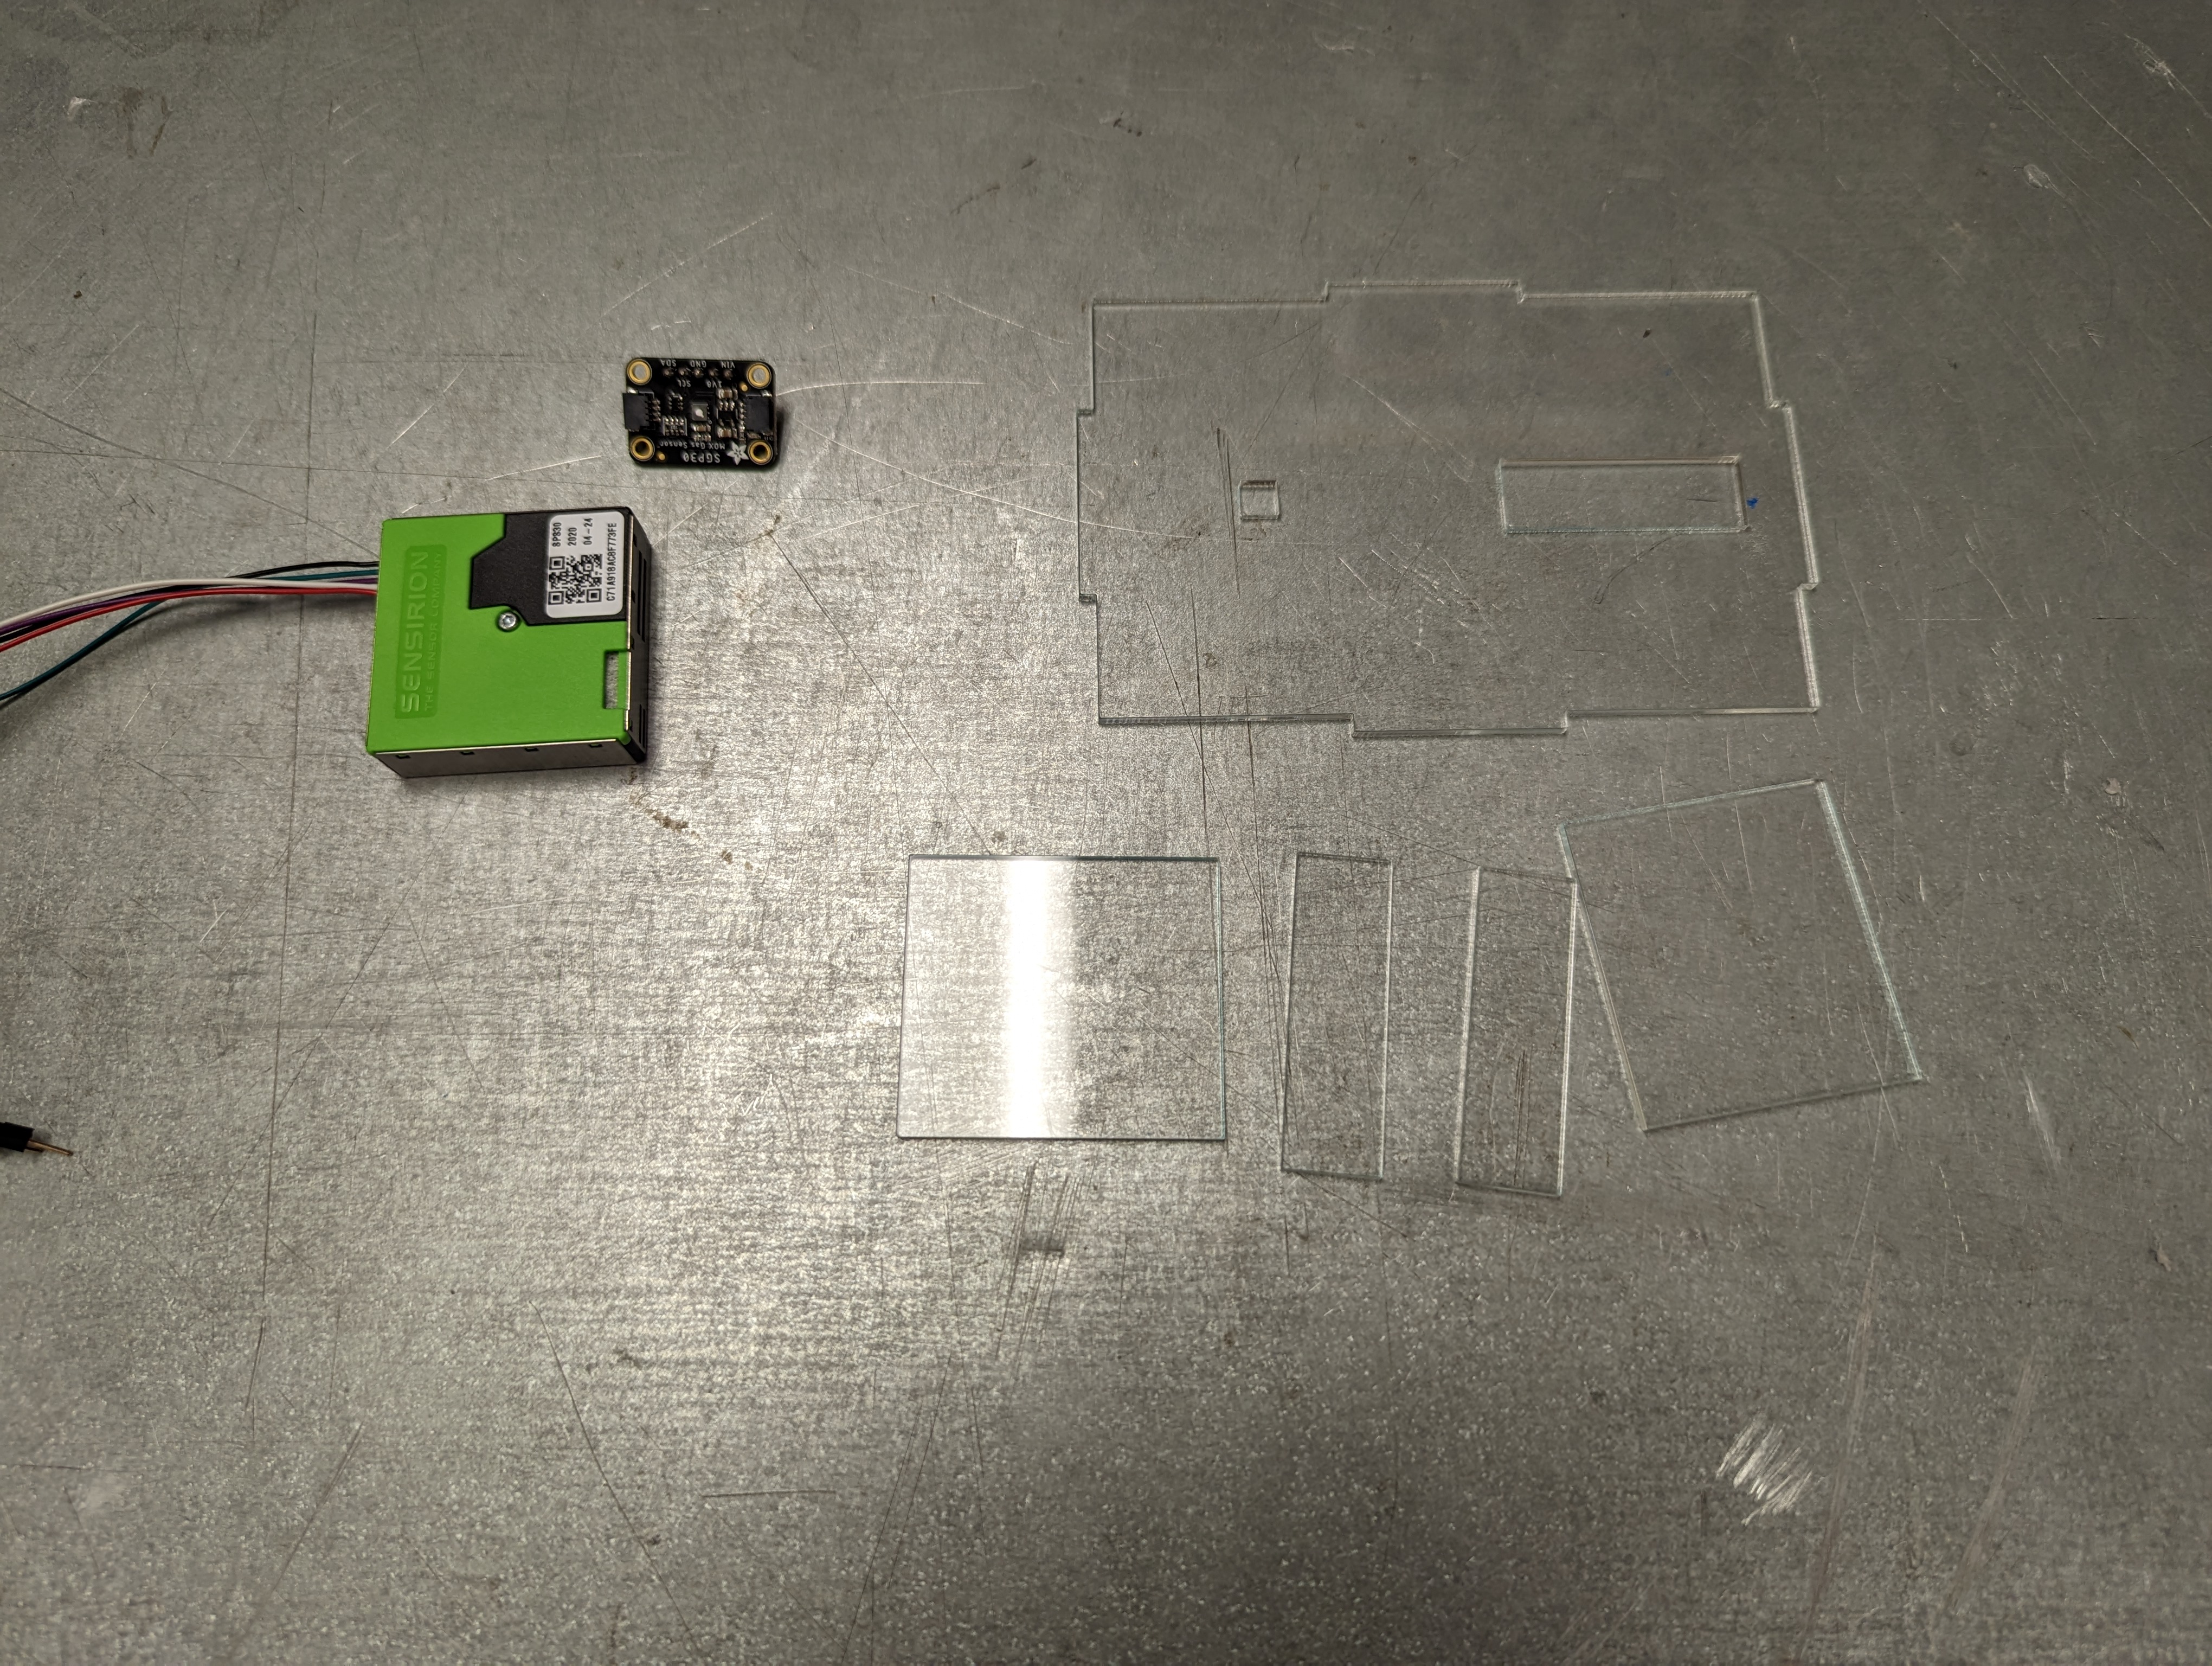 SDA
GND
VIN
SCL
1V8
MOX Gas Sensor
SGP30
SENSIRION
THE SENSOR COMPANY
SPS30
2020
04-24
C71A918AC8F773FE